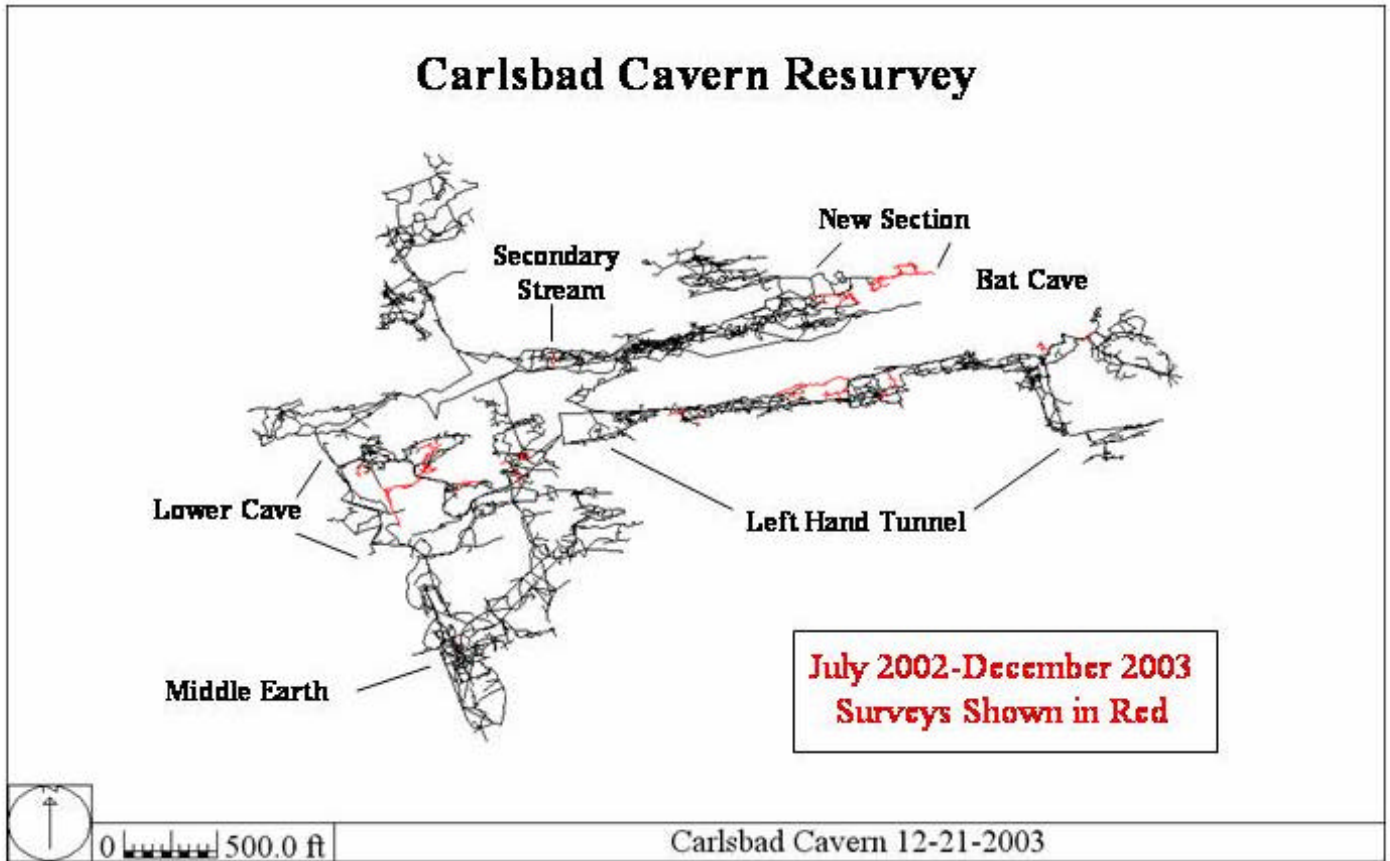 Carlsbad Cavern Resurvey
New Section
Secondary
Stream
Bat Cave
Lower Cave
Left Hand Tunnel
Middle Earth
July 2002-December 2003
Surveys Shown in Red
N
0 500.0 ft
Carlsbad Cavern 12-21-2003